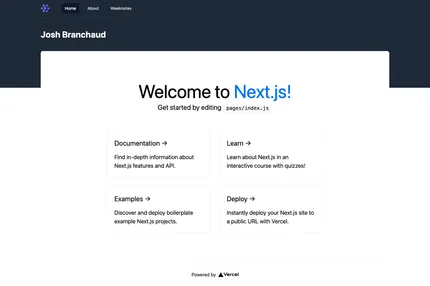 Home About Weeknotes
Josh Branchaud
Welcome to Next.js!
Get started by editing pages/index.js
Documentation →
Find in-depth information about
Next.js features and API.
Learn →
Learn about Next.js in an
interactive course with quizzes!
Examples →
Discover and deploy boilerplate
example Next.js projects.
Deploy →
Instantly deploy your Next.js site to
a public URL with Vercel.
Powered by ▲Vercel